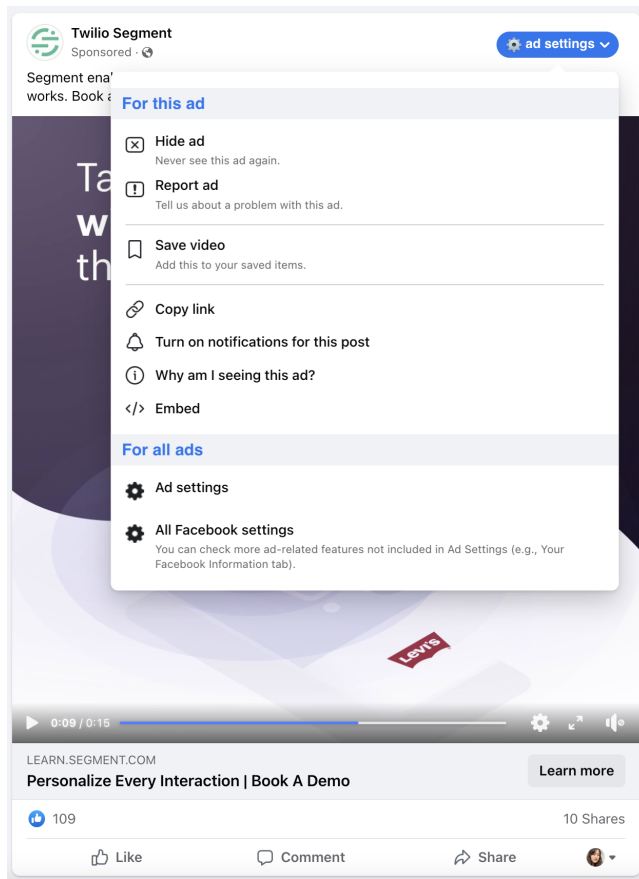 Twilio Segment
Sponsored ·
ad settings
Segment
works. Book
For this ad
Hide ad
Never see this ad again.
Report ad
Tell us about a problem with this ad.
Save video
Add this to your saved items.
Copy link
Turn on notifications for this post
Why am I seeing this ad?
</> Embed
For all ads
Ad settings
All Facebook settings
You can check more ad-related features not included in Ad Settings (e.g., Your
Facebook Information tab).
LEVI'S
0:09 / 0:15
LEARN.SEGMENT.COM
Personalize Every Interaction | Book A Demo
Learn more
109
10 Shares
Like
Comment
Share